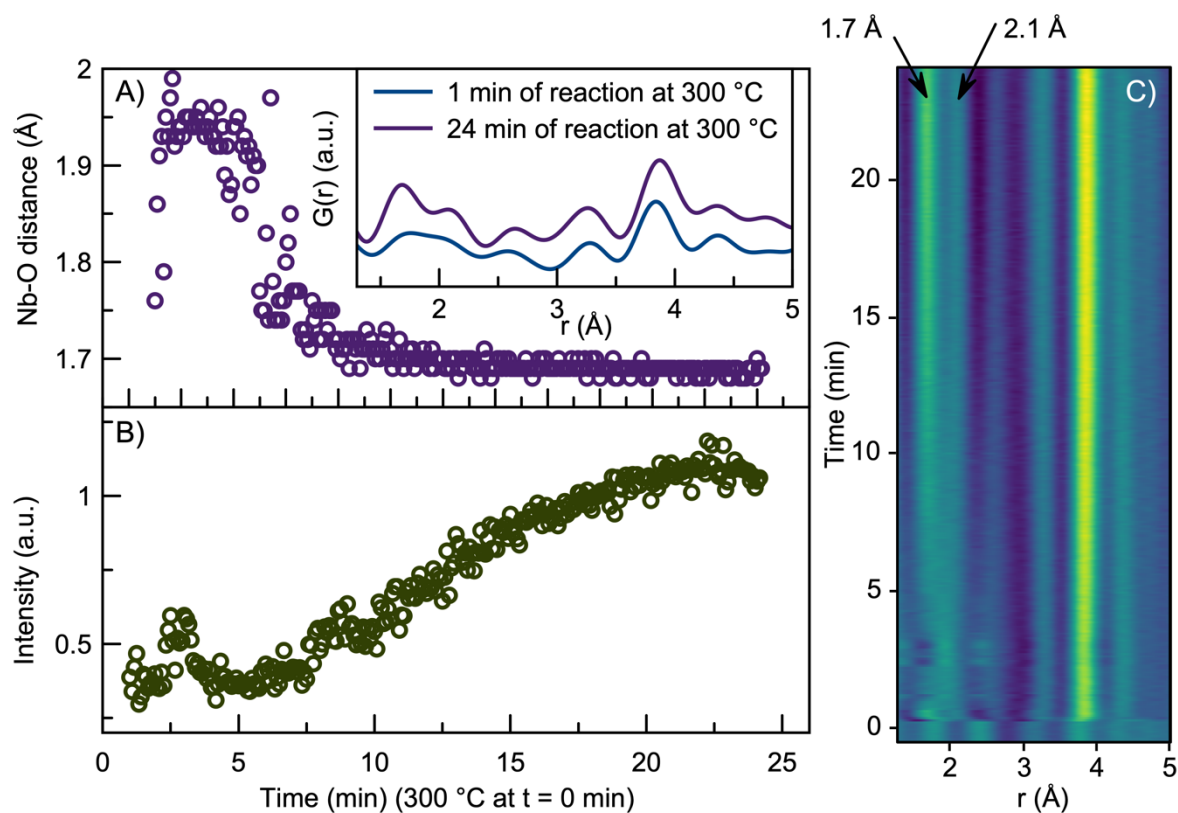 1.7 Å
2.1 Å
A)
2
1.9
1.8
1.7
Nb-O distance (Å)
1 min of reaction at 300 °C
24 min of reaction at 300 °C
G(r) (a.u.)
2
3
4
5
r (Å)
B)
1
0.5
Intensity (a.u.)
0
5
10
15
20
25
Time (min) (300 °C at t = 0 min)
C)
20
15
10
5
0
Time (min)
2
3
4
5
r (Å)